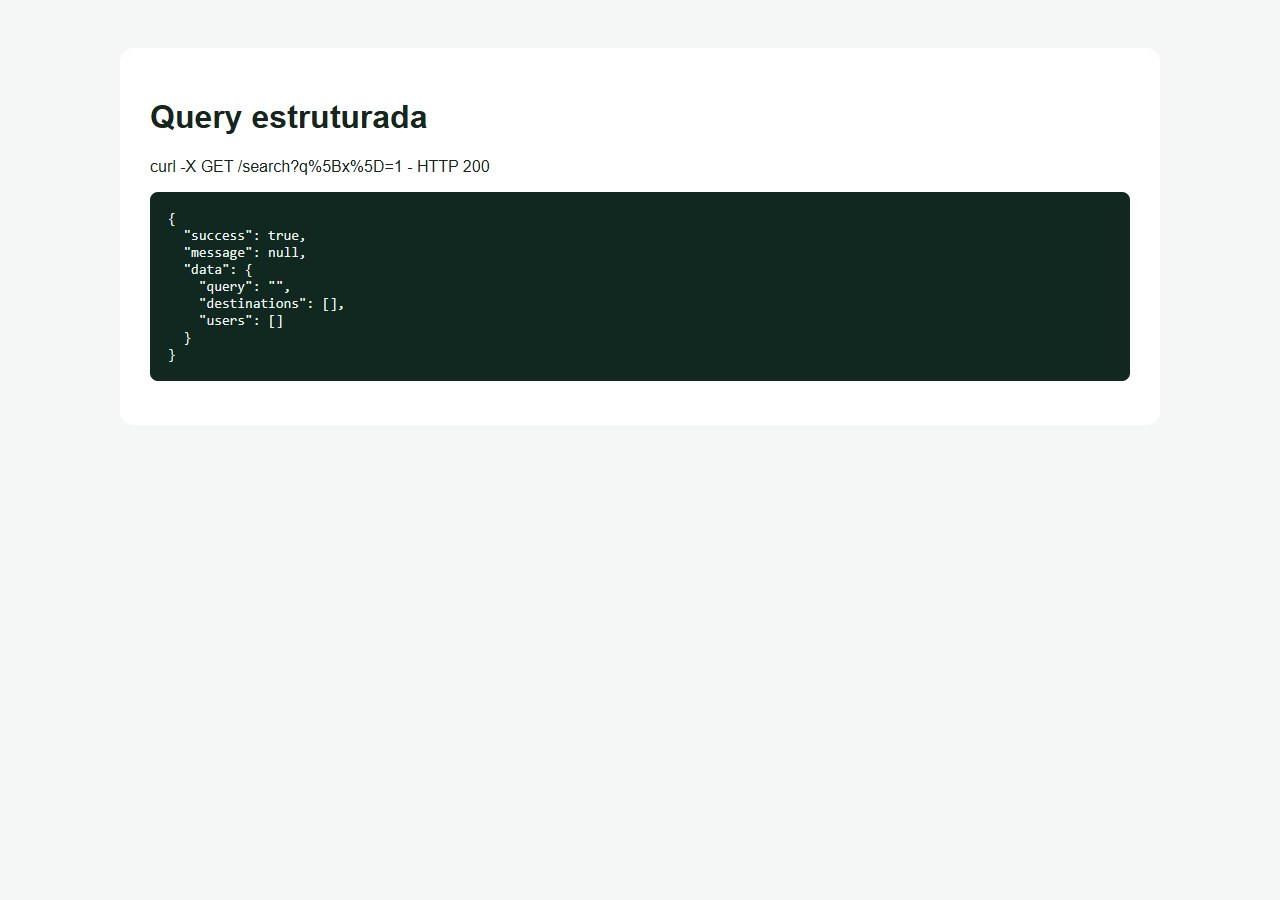 Query estruturada
curl -X GET /search?q%5Bx%5D=1 - HTTP 200
{
  "success": true,
  "message": null,
  "data": {
    "query": "",
    "destinations": [],
    "users": []
  }
}